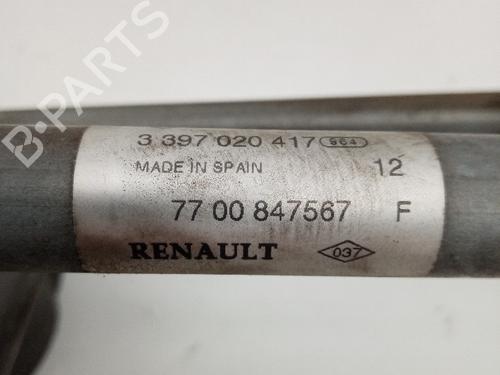 B-PARTS
3 397 020 417 964
MADE IN SPAIN 12
77 00 847567 F
RENAULT 037